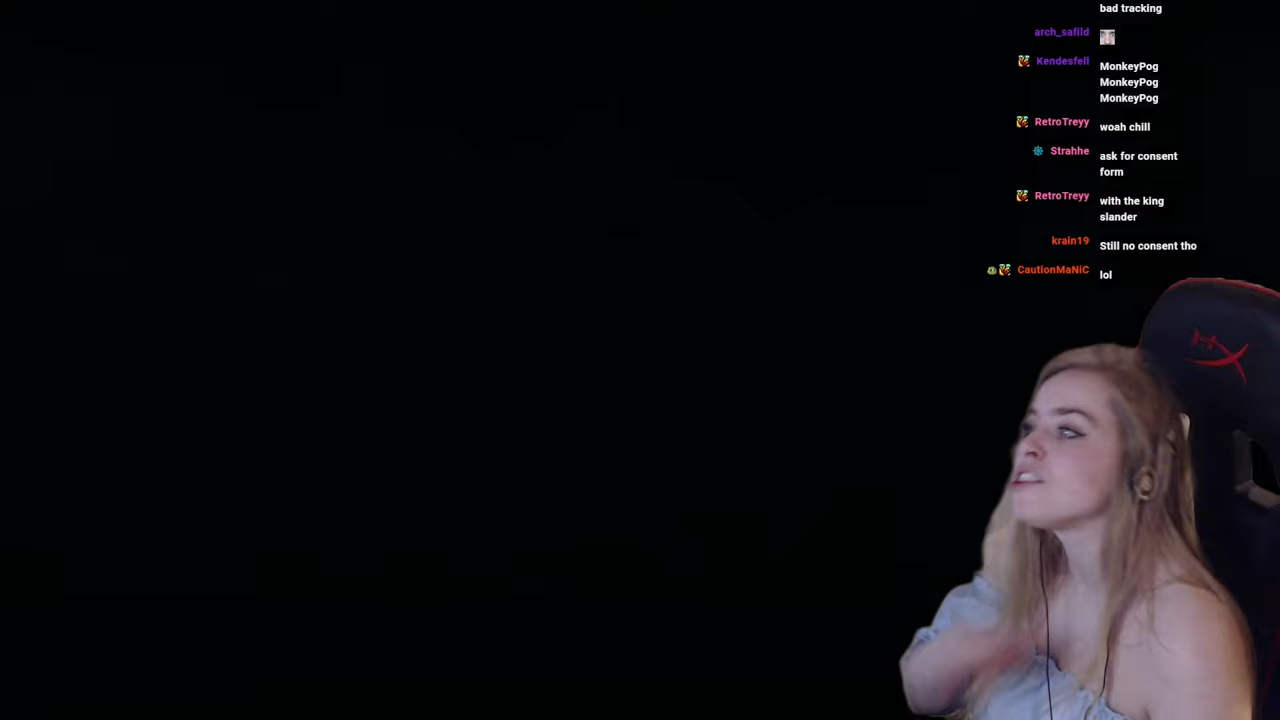 bad tracking
arch_safild
Kendesfell MonkeyPog
MonkeyPog
MonkeyPog
RetroTreyy woah chill
Strahhe ask for consent
form
RetroTreyy with the king
slander
krain19 Still no consent tho
CautionMaNiC lol